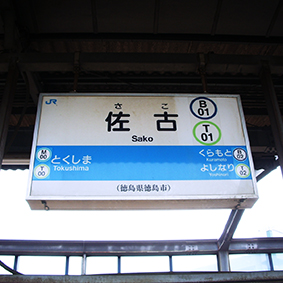 JR
さこ
佐古
Sako
B
01
T
01
M
00
T
00
とくしま
Tokushima
くらもと
Kuramoto
B
02
よしなり
Yoshinari
T
02
(徳島県徳島市)